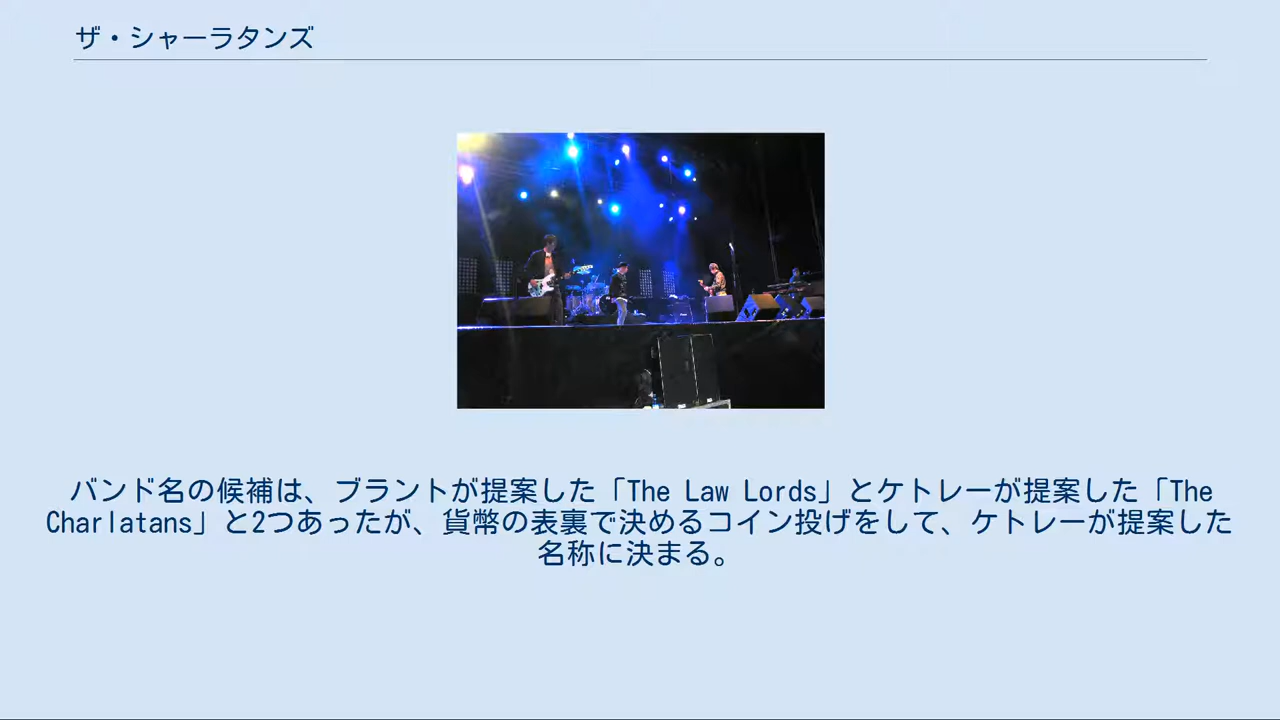 ザ・シャーラタンズ
バンド名の候補は、ブラントが提案した「The Law Lords」とケトレーが提案した「The
Charlatans」と2つあったが、貨幣の表裏で決めるコイン投げをして、ケトレーが提案した
名称に決まる。